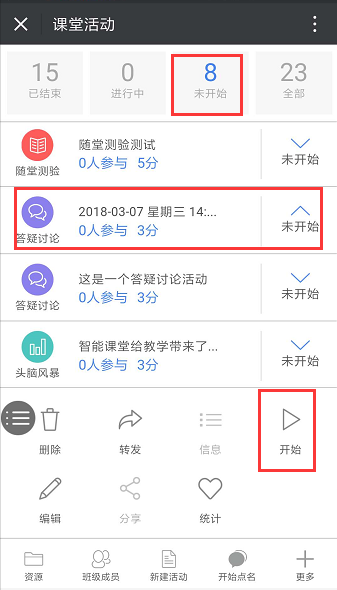 课堂活动
15 0 8 23
已结束 进行中 未开始 全部
随堂测验测试
0人参与 5分
随堂测验
未开始
2018-03-07 星期三 14:...
0人参与 3分
答疑讨论
未开始
这是一个答疑讨论活动
0人参与 3分
答疑讨论
未开始
智能课堂给教学带来了...
0人参与 3分
头脑风暴
未开始
删除 转发 信息 开始
编辑 分享 统计
资源 班级成员 新建活动 开始点名 更多